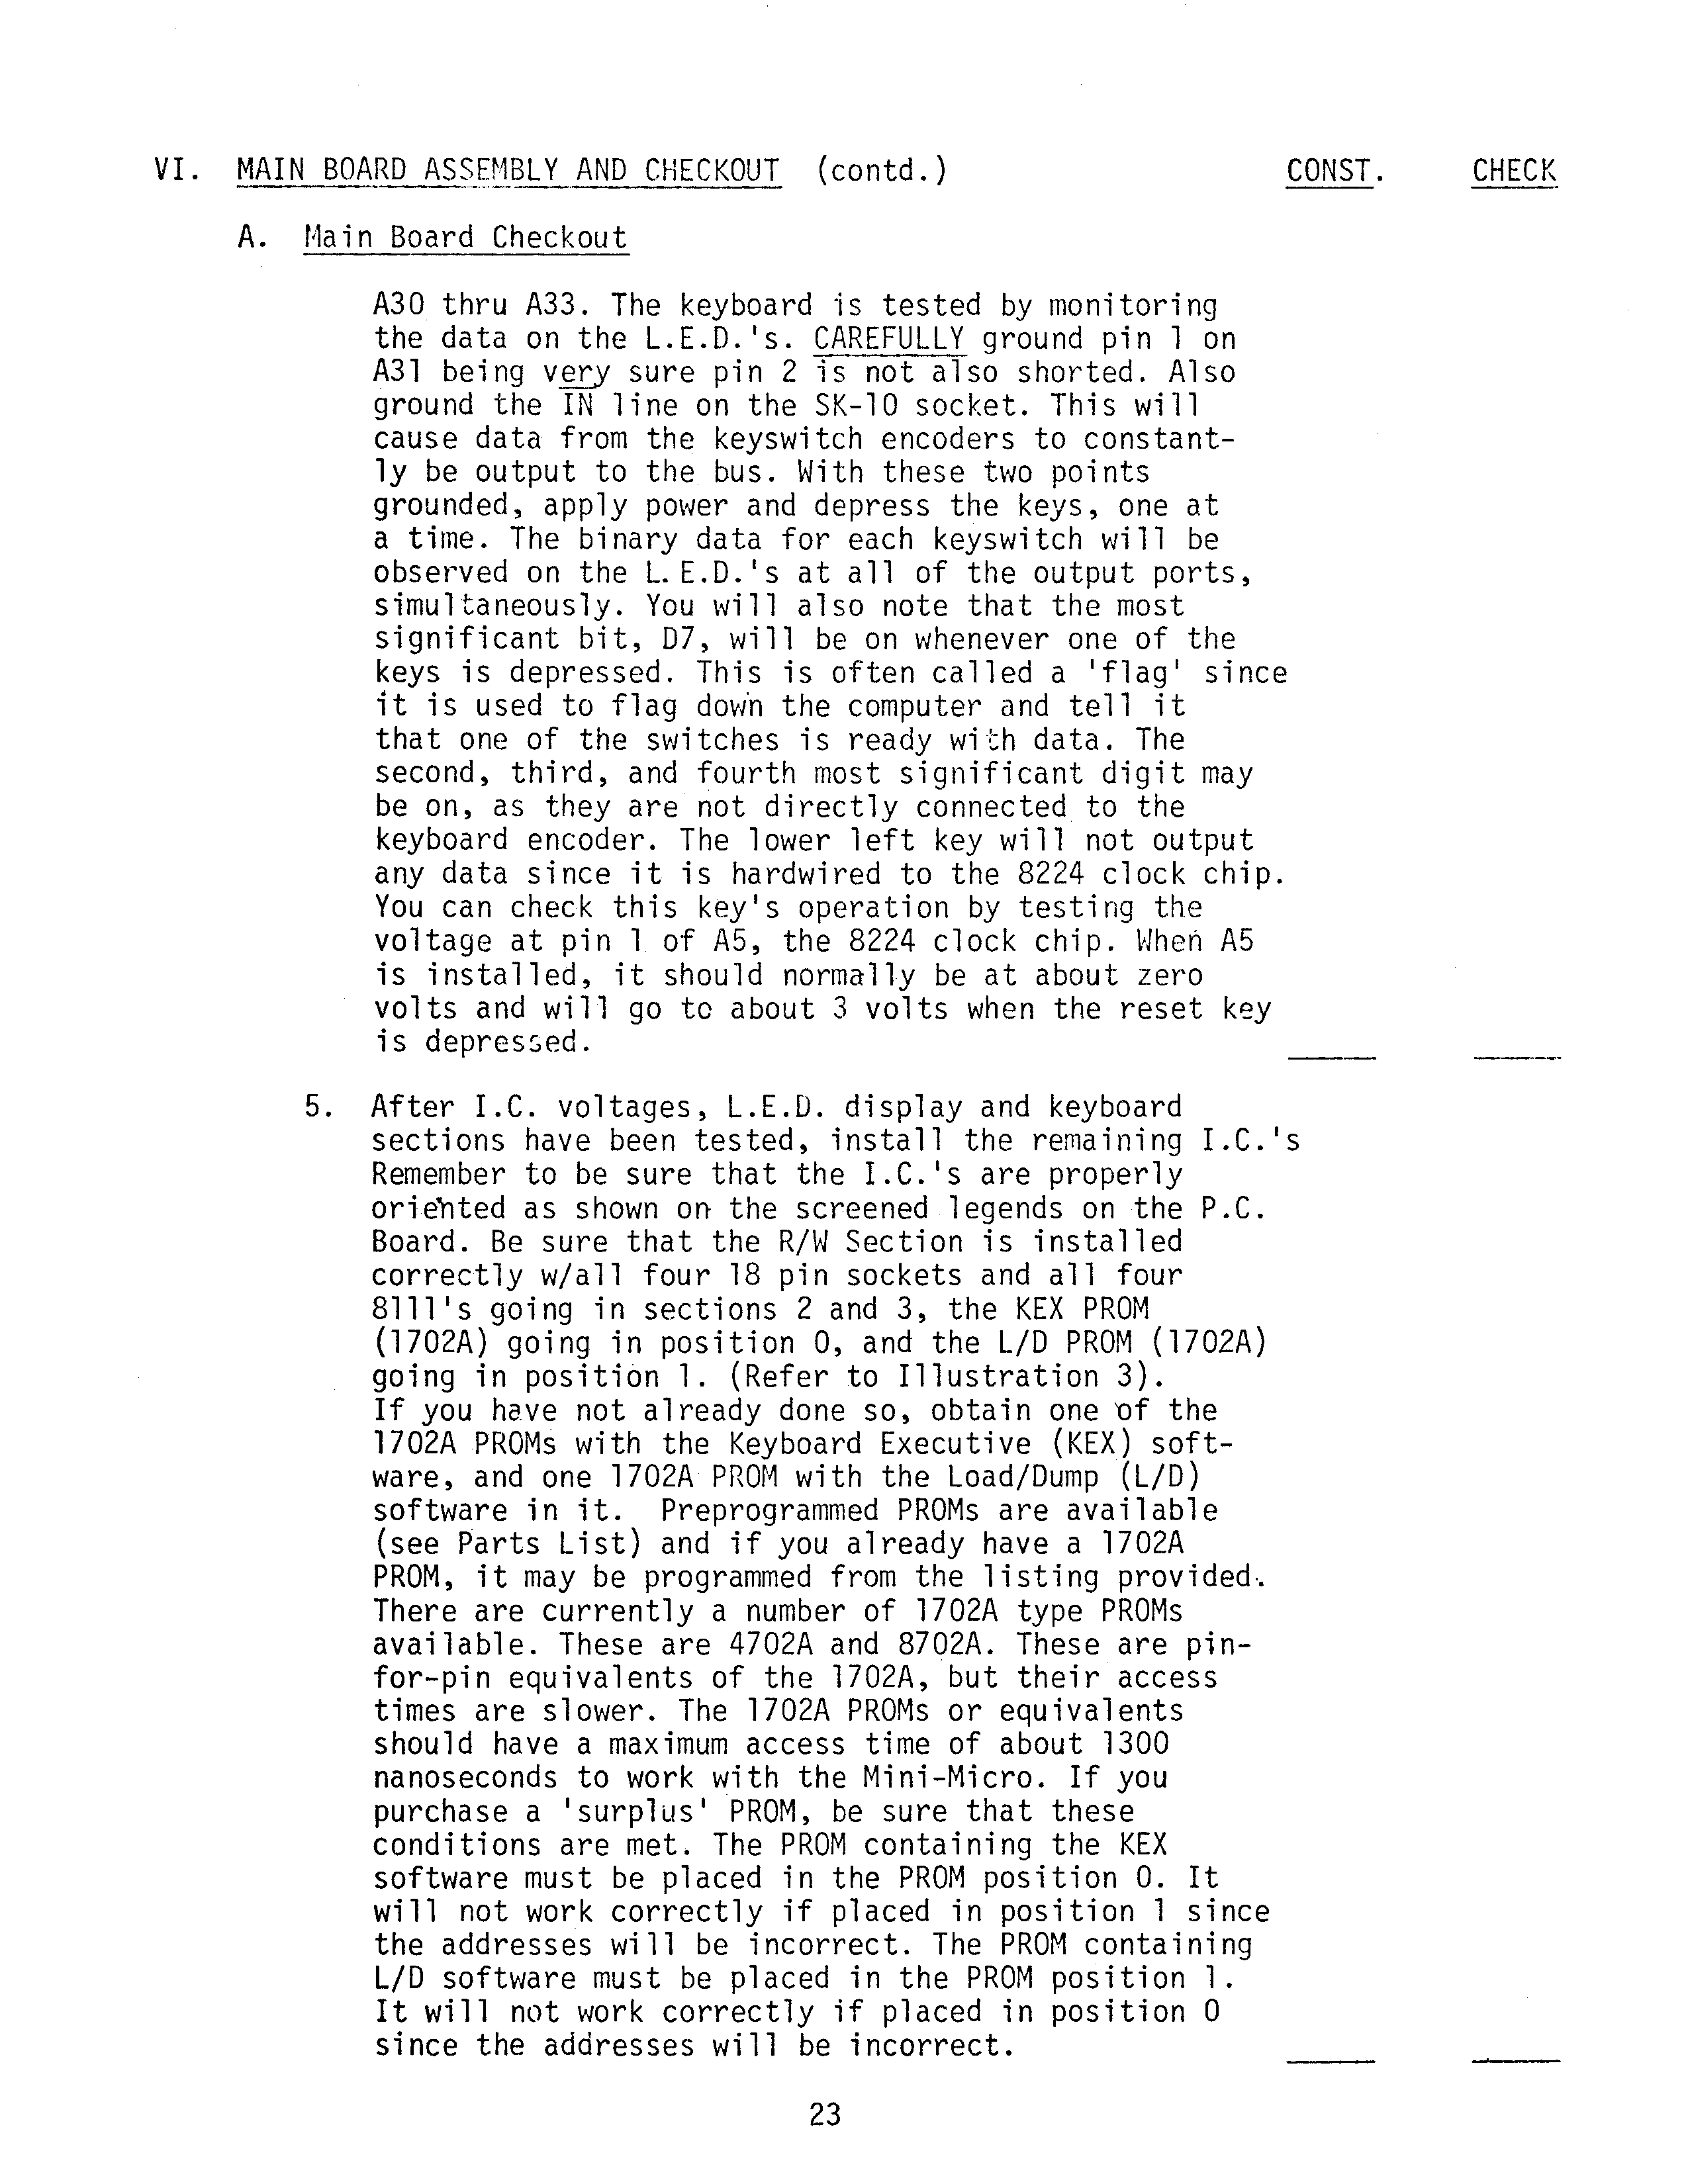 VI. MAIN BOARD ASSEMBLY AND CHECKOUT (contd.) CONST. CHECK
A. Main Board Checkout
A30 thru A33. The keyboard is tested by monitoring
the data on the L.E.D.'s. CAREFULLY ground pin 1 on
A31 being very sure pin 2 is not also shorted. Also
ground the IN line on the SK-10 socket. This will
cause data from the keyswitch encoders to constant-
ly be output to the bus. With these two points
grounded, apply power and depress the keys, one at
a time. The binary data for each keyswitch will be
observed on the L.E.D.'s at all of the output ports,
simultaneously. You will also note that the most
significant bit, D7, will be on whenever one of the
keys is depressed. This is often called a 'flag' since
it is used to flag down the computer and tell it
that one of the switches is ready with data. The
second, third, and fourth most significant digit may
be on, as they are not directly connected to the
keyboard encoder. The lower left key will not output
any data since it is hardwired to the 8224 clock chip.
You can check this key's operation by testing the
voltage at pin 1 of A5, the 8224 clock chip. When A5
is installed, it should normally be at about zero
volts and will go to about 3 volts when the reset key
is depressed.
5. After I.C. voltages, L.E.D. display and keyboard
sections have been tested, install the remaining I.C.'s
Remember to be sure that the I.C.'s are properly
oriented as shown on the screened legends on the P.C.
Board. Be sure that the R/W Section is installed
correctly w/all four 18 pin sockets and all four
8111's going in sections 2 and 3, the KEX PROM
(1702A) going in position 0, and the L/D PROM (1702A)
going in position 1. (Refer to Illustration 3).
If you have not already done so, obtain one of the
1702A PROMs with the Keyboard Executive (KEX) soft-
ware, and one 1702A PROM with the Load/Dump (L/D)
software in it. Preprogrammed PROMs are available
(see Parts List) and if you already have a 1702A
PROM, it may be programmed from the listing provided.
There are currently a number of 1702A type PROMs
available. These are 4702A and 8702A. These are pin-
for-pin equivalents of the 1702A, but their access
times are slower. The 1702A PROMs or equivalents
should have a maximum access time of about 1300
nanoseconds to work with the Mini-Micro. If you
purchase a 'surplus' PROM, be sure that these
conditions are met. The PROM containing the KEX
software must be placed in the PROM position 0. It
will not work correctly if placed in position 1 since
the addresses will be incorrect. The PROM containing
L/D software must be placed in the PROM position 1.
It will not work correctly if placed in position 0
since the addresses will be incorrect.
23